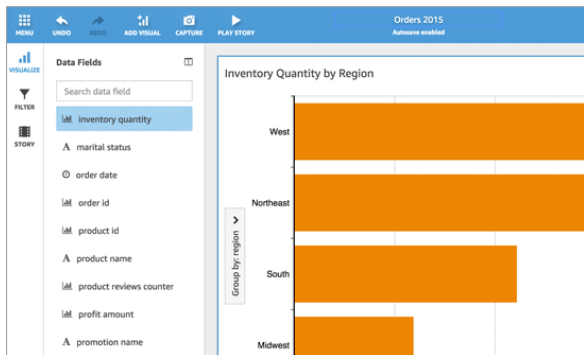 MENU
UNDO
REDO
ADD VISUAL
CAPTURE
PLAY STORY
Orders 2015
Autosave enabled
VISUALIZE
FILTER
STORY
Data Fields
Search data field
inventory quantity
A marital status
order date
order id
product id
A product name
product reviews counter
profit amount
A promotion name
Inventory Quantity by Region
Group by: region
West
Northeast
South
Midwest